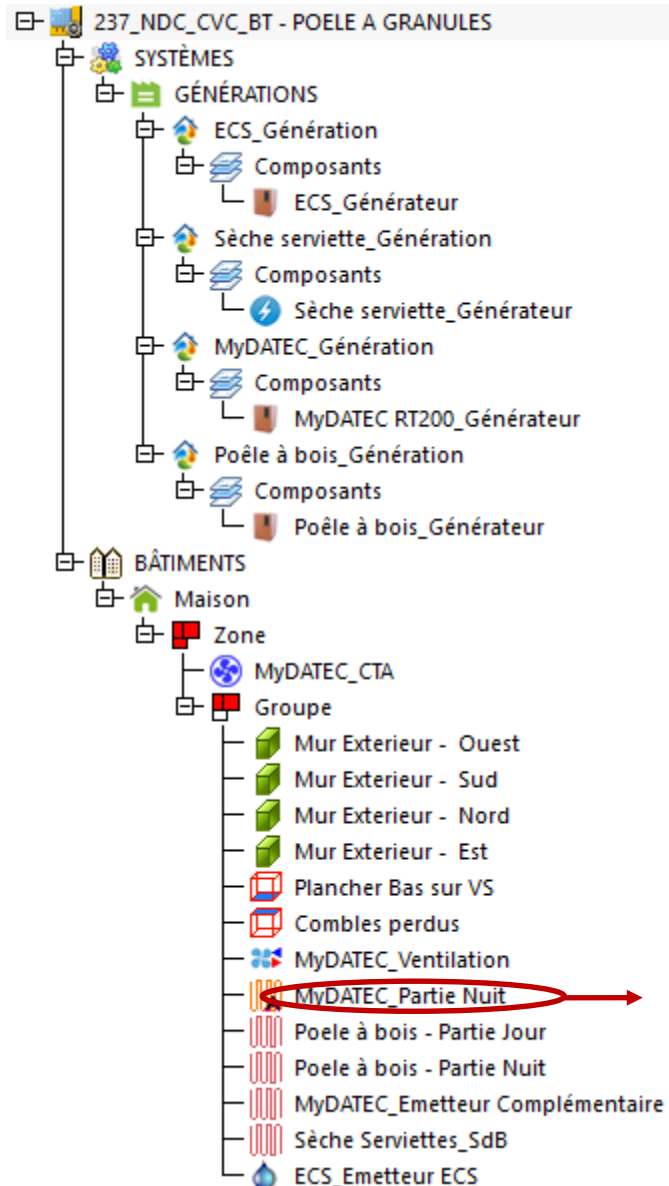 237_NDC_CVC_BT - POELE A GRANULES
SYSTÈMES
GÉNÉRATIONS
ECS_Génération
Composants
ECS_Générateur
Sèche serviette_Génération
Composants
Sèche serviette_Générateur
MyDATEC_Génération
Composants
MyDATEC RT200_Générateur
Poêle à bois_Génération
Composants
Poêle à bois_Générateur
BÂTIMENTS
Maison
Zone
MyDATEC_CTA
Groupe
Mur Exterieur - Ouest
Mur Exterieur - Sud
Mur Exterieur - Nord
Mur Exterieur - Est
Plancher Bas sur VS
Combles perdus
MyDATEC_Ventilation
MyDATEC_Partie Nuit
Poele à bois - Partie Jour
Poele à bois - Partie Nuit
MyDATEC_Emetteur Complémentaire
Sèche Serviettes_SdB
ECS_Emetteur ECS